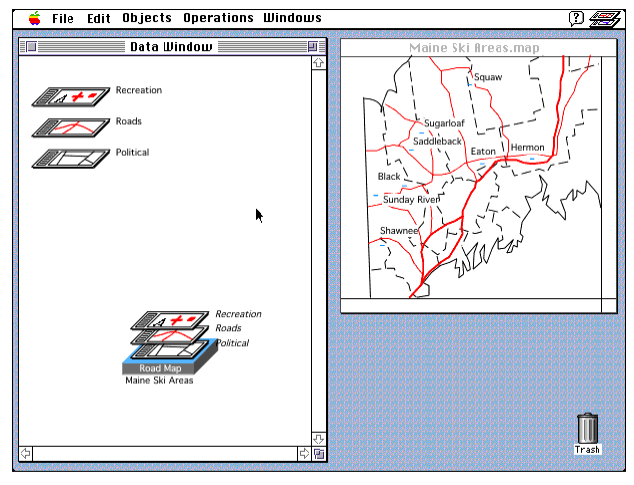 File Edit Objects Operations Windows
Data Window
Recreation
Roads
Political
Recreation
Roads
Political
Road Map
Maine Ski Areas
Maine Ski Areas.map
Squaw
Sugarloaf
Saddleback
Eaton
Hermon
Black
Sunday River
Shawnee
Trash